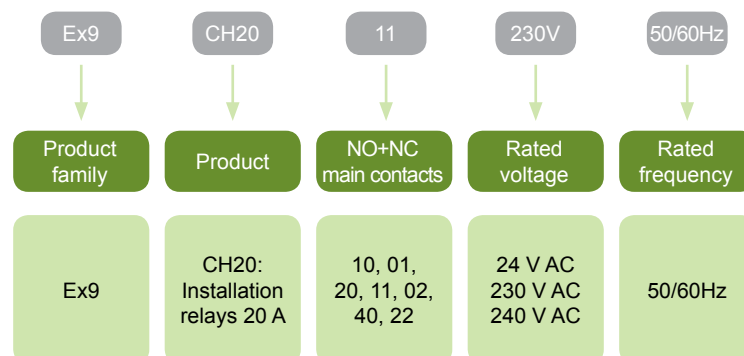 Ex9
CH20
11
230V
50/60Hz
Product
family
Product
NO+NC
main contacts
Rated
voltage
Rated
frequency
Ex9
CH20:
Installation
relays 20 A
10, 01,
20, 11, 02,
40, 22
24 V AC
230 V AC
240 V AC
50/60Hz